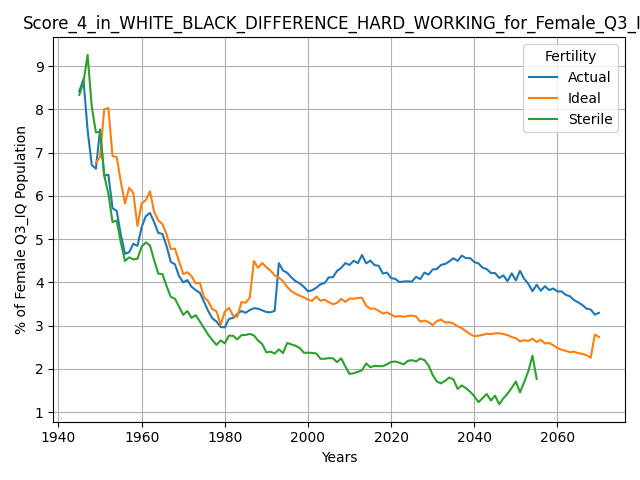 Score_4_in_WHITE_BLACK_DIFFERENCE_HARD_WORKING_for_Female_Q3_I
Fertility
Actual
Ideal
Sterile
% of Female Q3_IQ Population
9
8
7
6
5
4
3
2
1
1940 1960 1980 2000 2020 2040 2060
Years